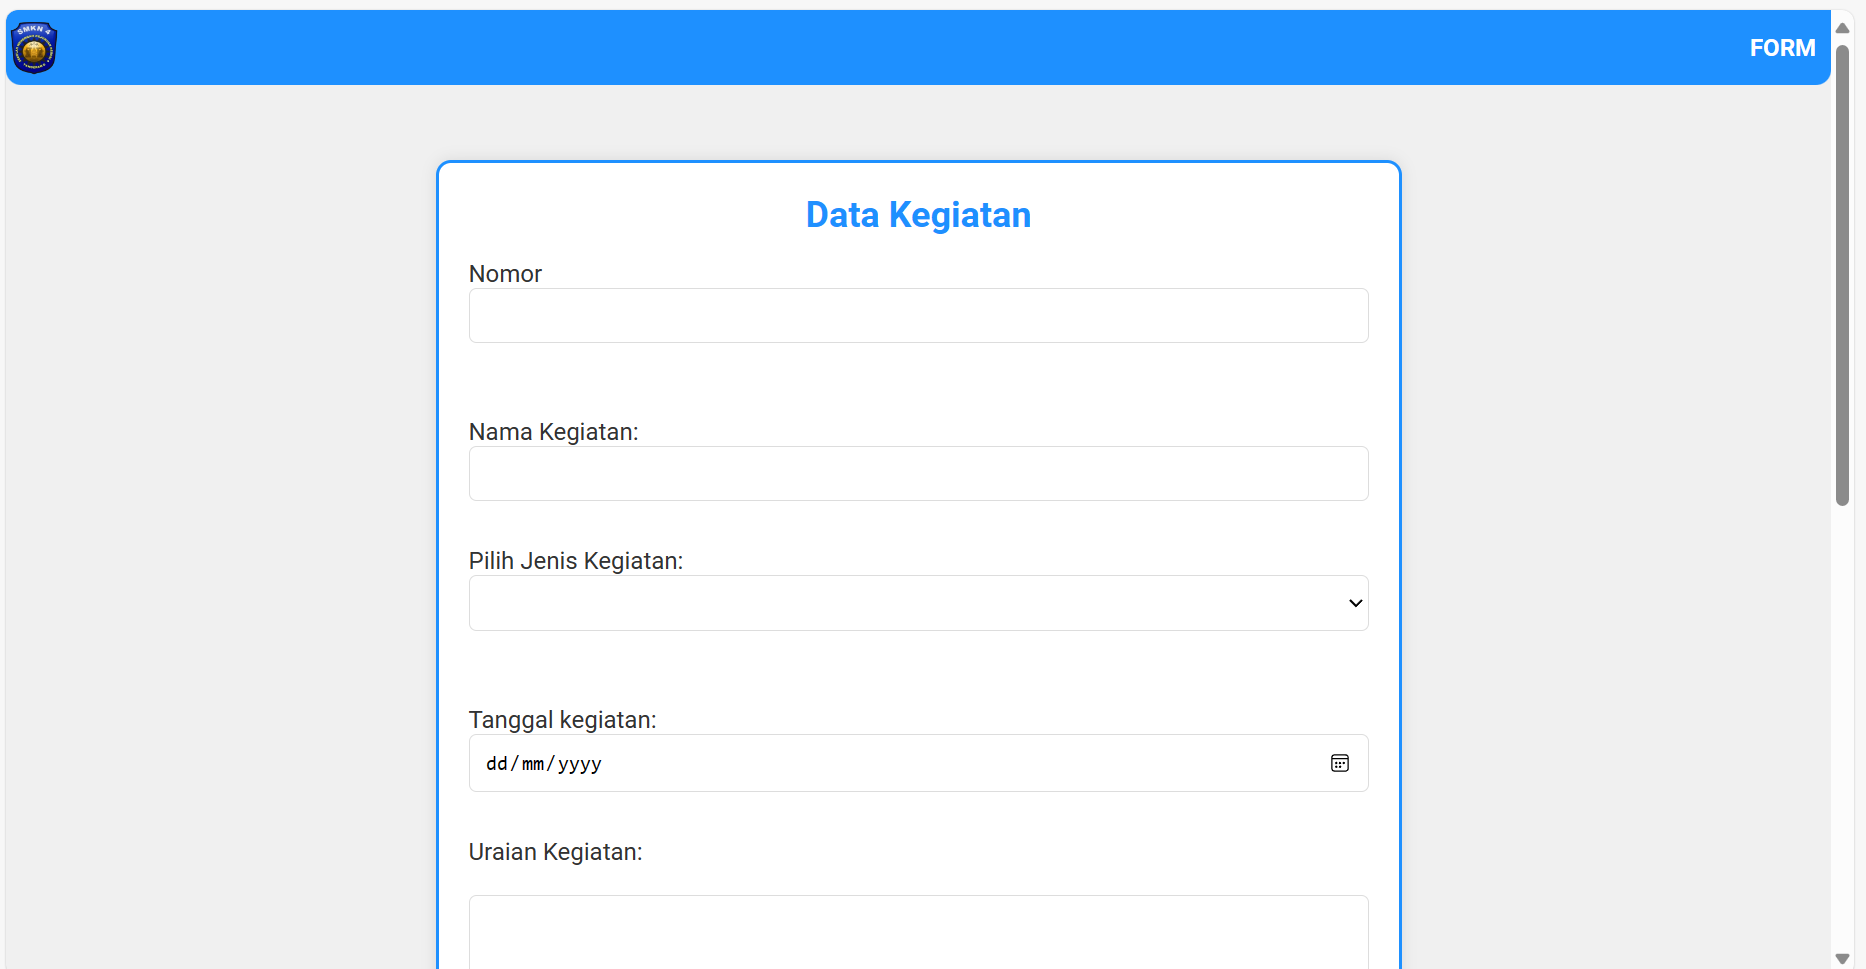 SMKN 4
FORM
Data Kegiatan
Nomor
Nama Kegiatan:
Pilih Jenis Kegiatan:
Tanggal kegiatan:
dd/mm/yyyy
Uraian Kegiatan: